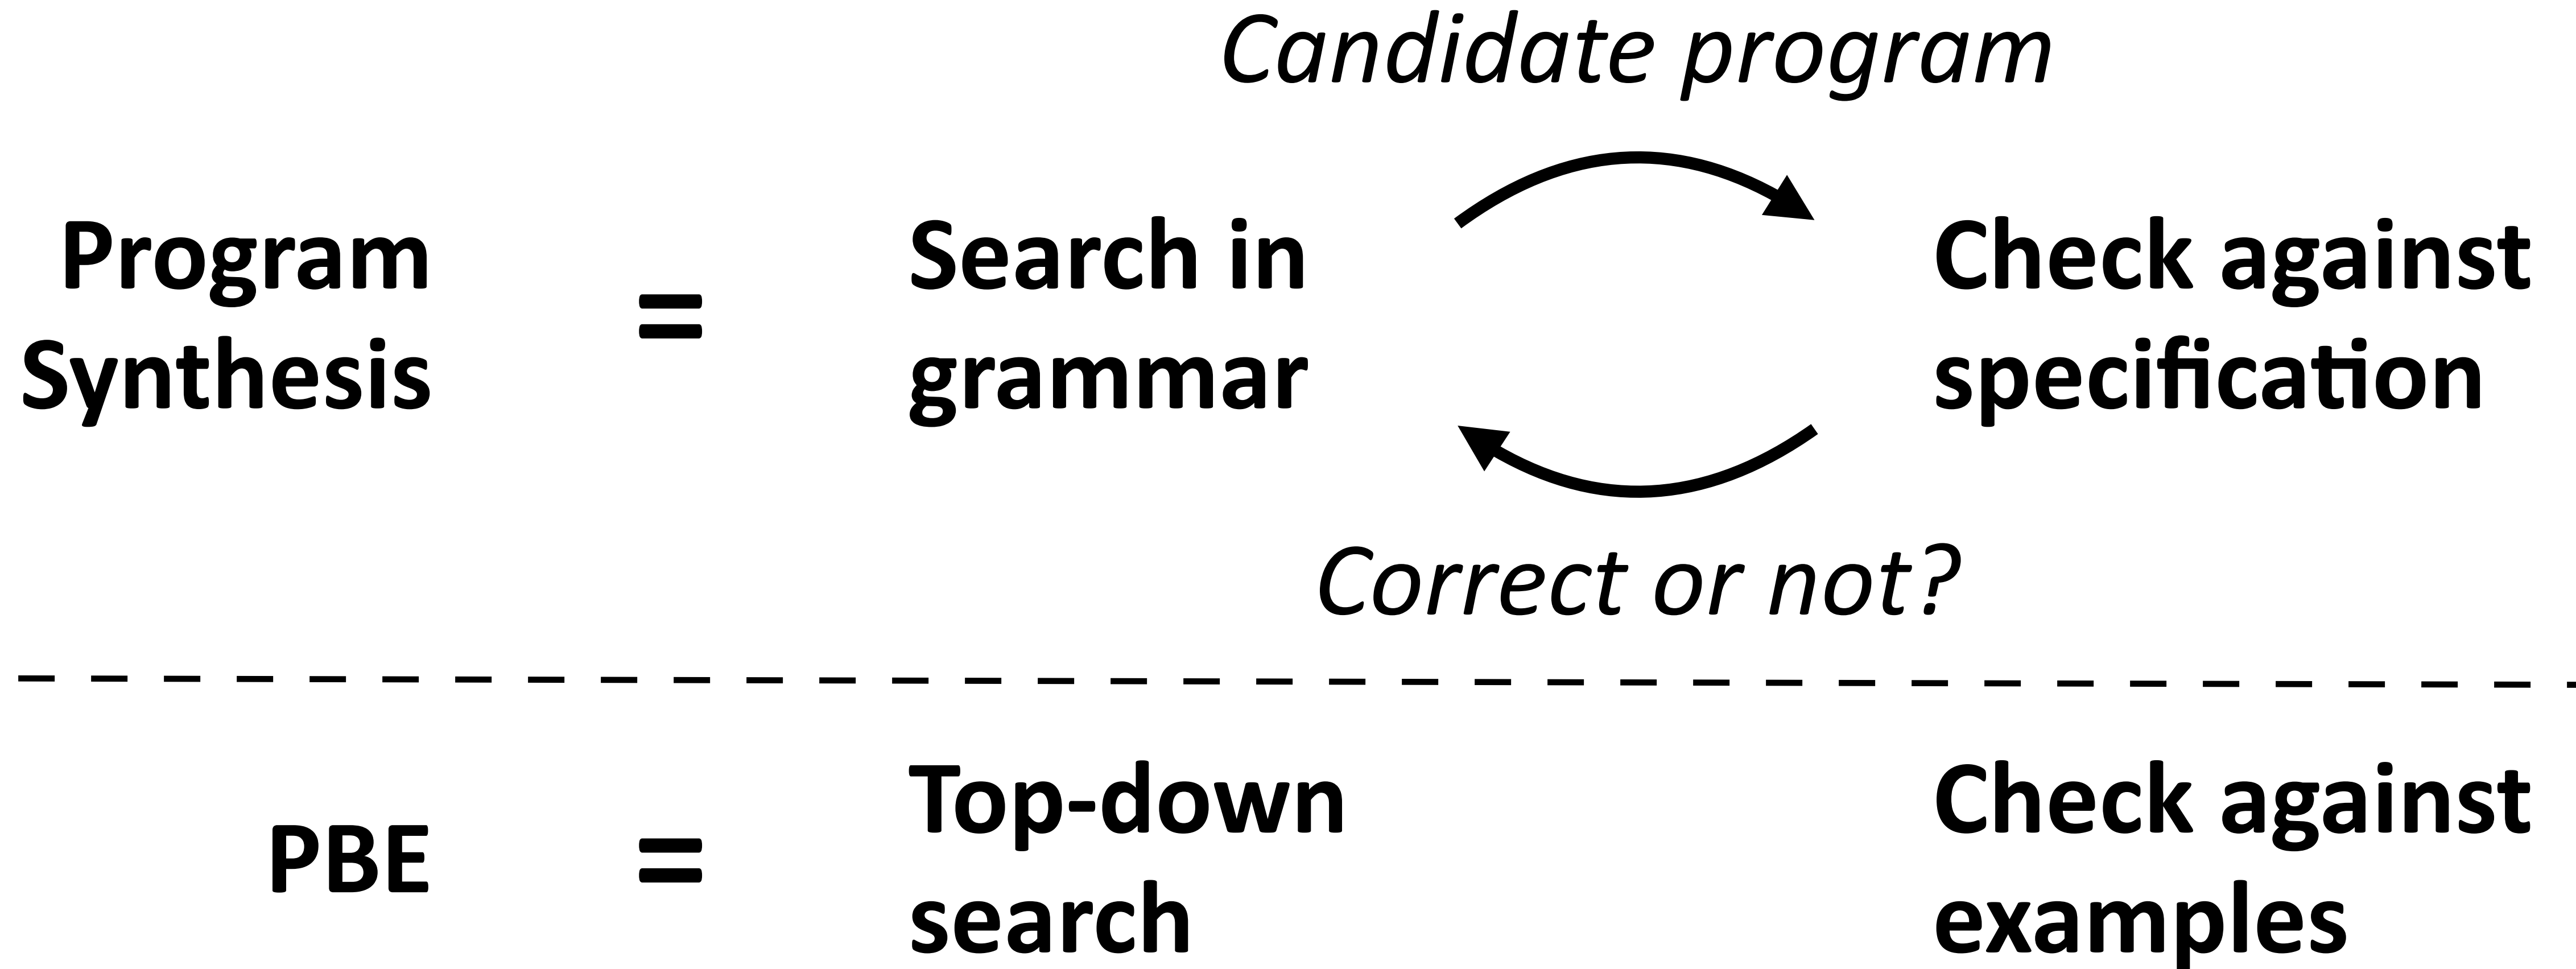 Candidate program
Program
Synthesis
=
Search in
grammar
Check against
specification
Correct or not?
PBE
=
Top-down
search
Check against
examples